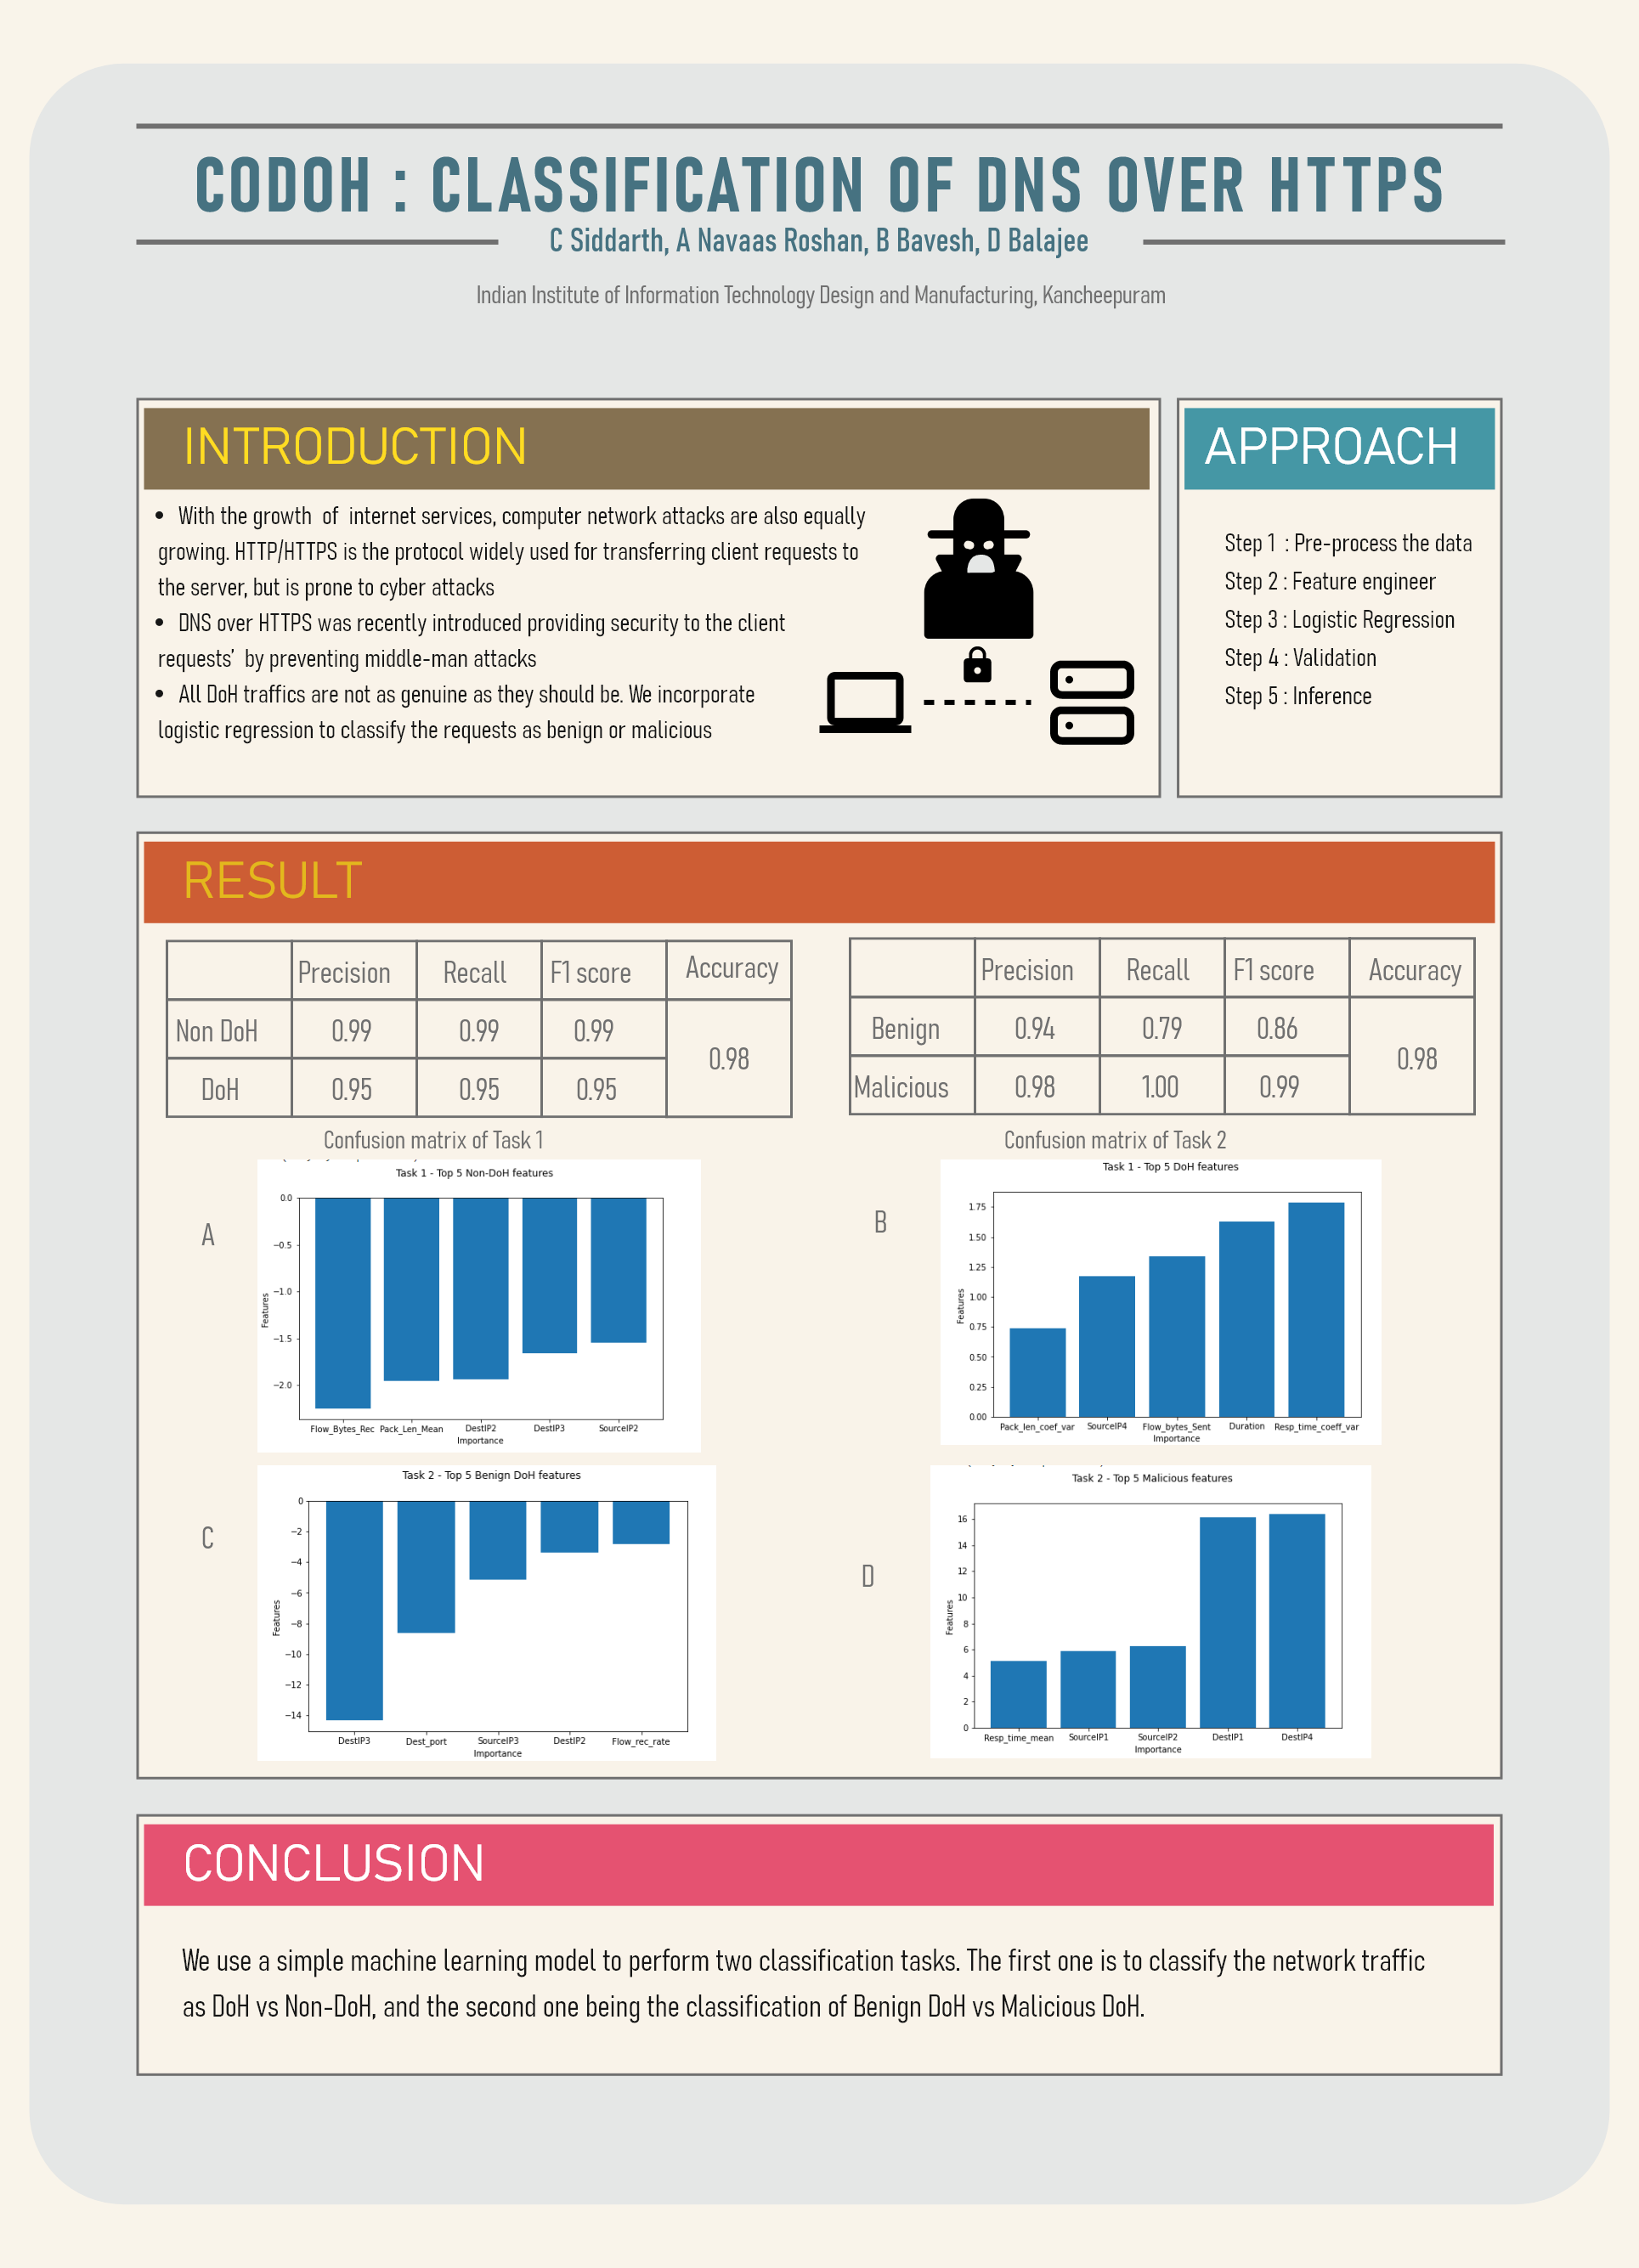 CODOH : CLASSIFICATION OF DNS OVER HTTPS
C Siddarth, A Navaas Roshan, B Bavesh, D Balajee
Indian Institute of Information Technology Design and Manufacturing, Kancheepuram
INTRODUCTION
• With the growth of internet services, computer network attacks are also equally
growing. HTTP/HTTPS is the protocol widely used for transferring client requests to
the server, but is prone to cyber attacks
• DNS over HTTPS was recently introduced providing security to the client
requests' by preventing middle-man attacks
• All DoH traffics are not as genuine as they should be. We incorporate
logistic regression to classify the requests as benign or malicious
APPROACH
Step 1 : Pre-process the data
Step 2 : Feature engineer
Step 3 : Logistic Regression
Step 4 : Validation
Step 5 : Inference
RESULT
Precision Recall F1 score Accuracy
Non DoH 0.99 0.99 0.99
0.98
DoH 0.95 0.95 0.95
Confusion matrix of Task 1
Precision Recall F1 score Accuracy
Benign 0.94 0.79 0.86
0.98
Malicious 0.98 1.00 0.99
Confusion matrix of Task 2
A
Task 1 - Top 5 Non-DoH features
0.0
−0.5
−1.0
−1.5
−2.0
Features
Flow_Bytes_Rec Pack_Len_Mean DestIP2 DestIP3 SourceIP2
Importance
B
Task 1 - Top 5 DoH features
1.75
1.50
1.25
1.00
0.75
0.50
0.25
0.00
Features
Pack_len_coef_var SourceIP4 Flow_bytes_Sent Duration Resp_time_coeff_var
Importance
C
Task 2 - Top 5 Benign DoH features
0
−2
−4
−6
−8
−10
−12
−14
Features
DestIP3 Dest_port SourceIP3 DestIP2 Flow_rec_rate
Importance
D
Task 2 - Top 5 Malicious features
16
14
12
10
8
6
4
2
0
Features
Resp_time_mean SourceIP1 SourceIP2 DestIP1 DestIP4
Importance
CONCLUSION
We use a simple machine learning model to perform two classification tasks. The first one is to classify the network traffic
as DoH vs Non-DoH, and the second one being the classification of Benign DoH vs Malicious DoH.